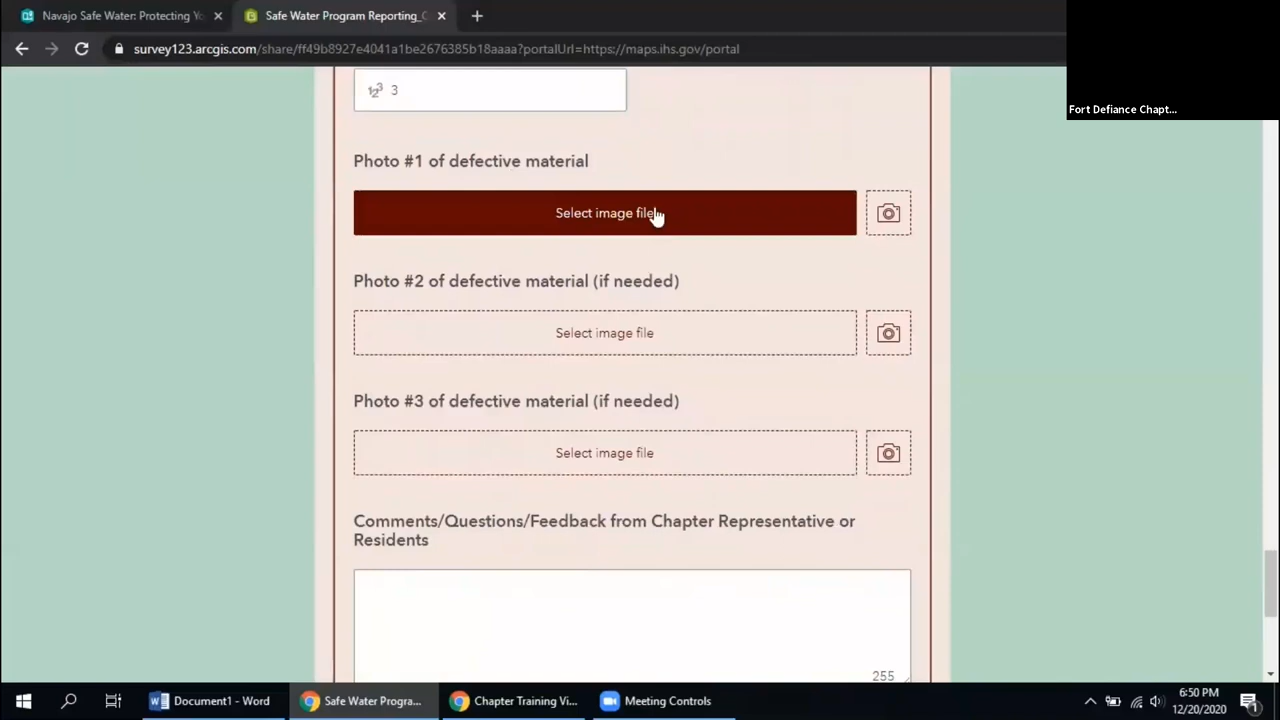 Navajo Safe Water: Protecting Yo
Safe Water Program Reporting_C
survey123.arcgis.com/share/ff49b8927e4041a1be2676385b18aaaa?portalUrl=https://maps.ihs.gov/portal
Fort Defiance Chapt...
123 3
Photo #1 of defective material
Select image file
Photo #2 of defective material (if needed)
Select image file
Photo #3 of defective material (if needed)
Select image file
Comments/Questions/Feedback from Chapter Representative or
Residents
255
Document1 - Word
Safe Water Progra...
Chapter Training Vi...
Meeting Controls
6:50 PM
12/20/2020
1